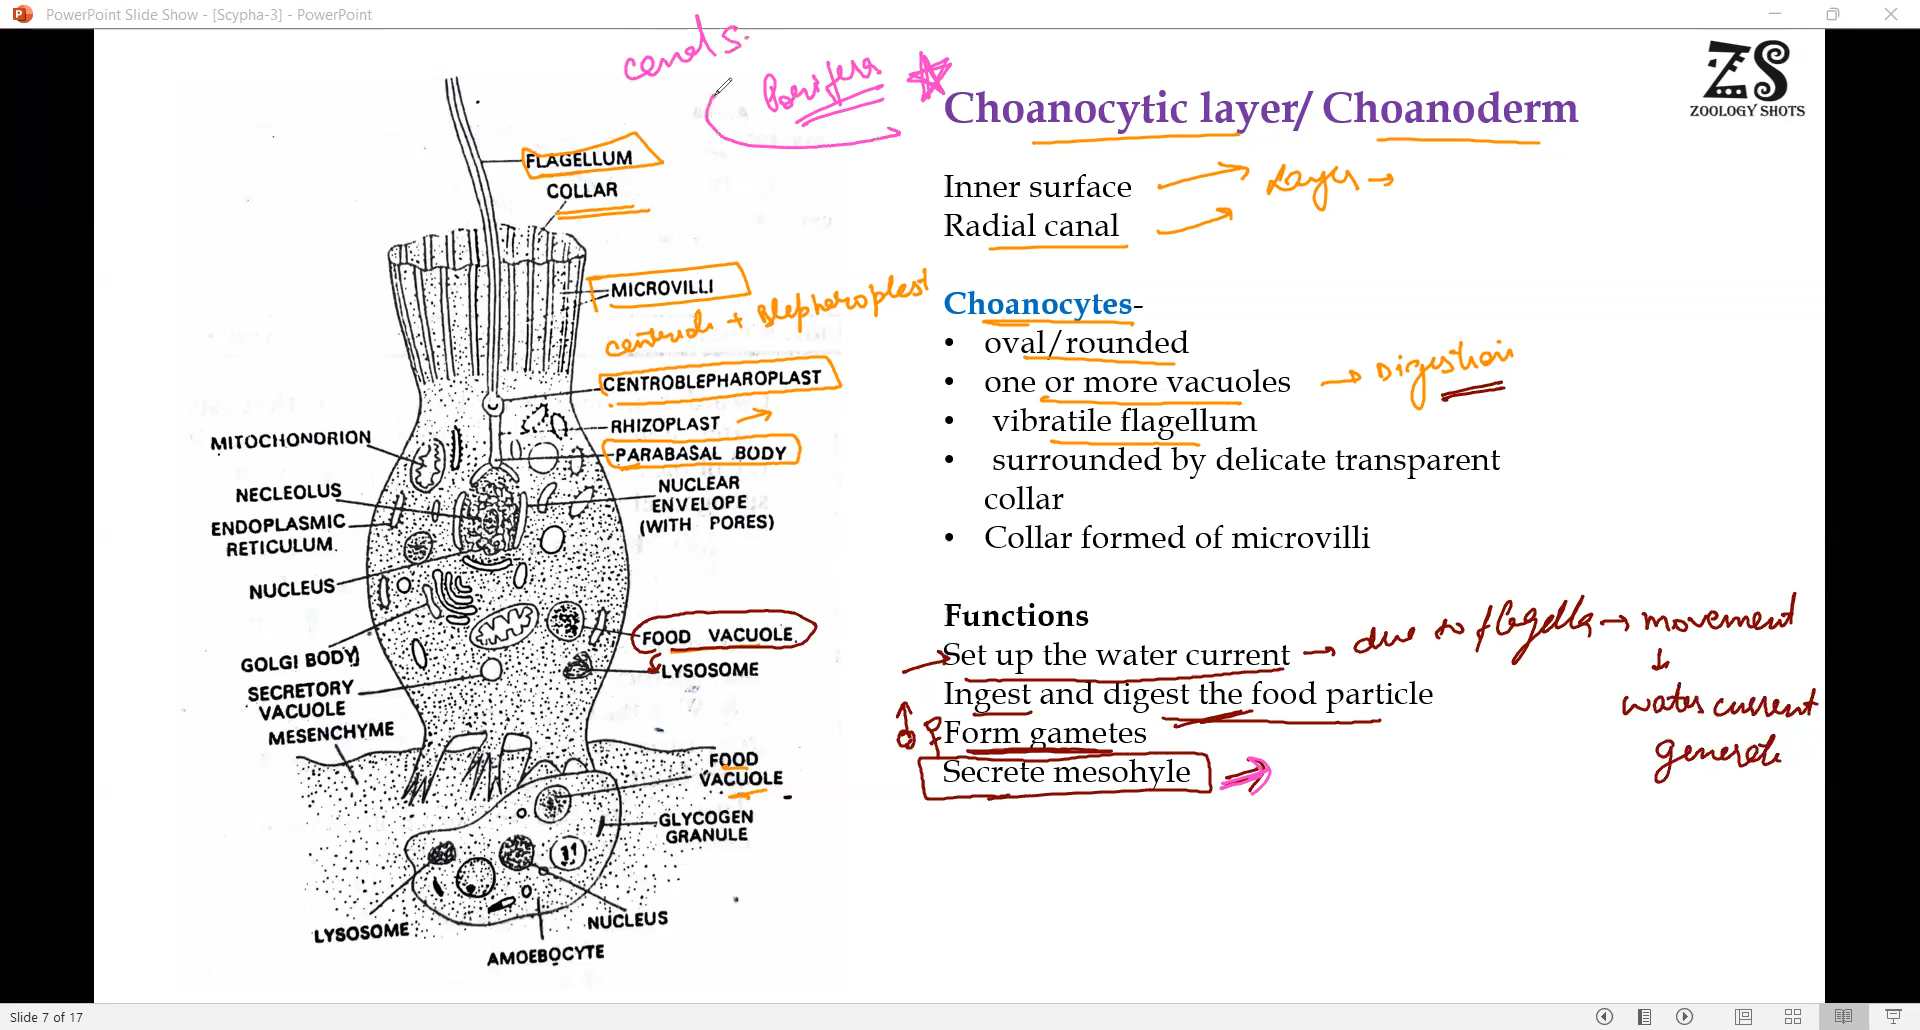 PowerPoint Slide Show - [Scypha-3] - PowerPoint
canals.
Porifera
ZS
ZOOLOGY SHOTS
Choanocytic layer/ Choanoderm
Inner surface
Layer
Radial canal
Choanocytes-
• oval/rounded
• one or more vacuoles
Digestion
• vibratile flagellum
• surrounded by delicate transparent
collar
• Collar formed of microvilli
Functions
Set up the water current
due to flagella → movement
↓
water current
generate
Ingest and digest the food particle
♂ ♀
Form gametes
Secrete mesohyle
FLAGELLUM
COLLAR
MICROVILLI
centriole + Blepheroplast
CENTROBLEPHAROPLAST
RHIZOPLAST
PARABASAL BODY
NUCLEAR
ENVELOPE
(WITH PORES)
FOOD VACUOLE
LYSOSOME
FOOD
VACUOLE
GLYCOGEN
GRANULE
NUCLEUS
AMOEBOCYTE
LYSOSOME
MITOCHONDRION
NECLEOLUS
ENDOPLASMIC
RETICULUM.
NUCLEUS
GOLGI BODY
SECRETORY
VACUOLE
MESENCHYME
Slide 7 of 17